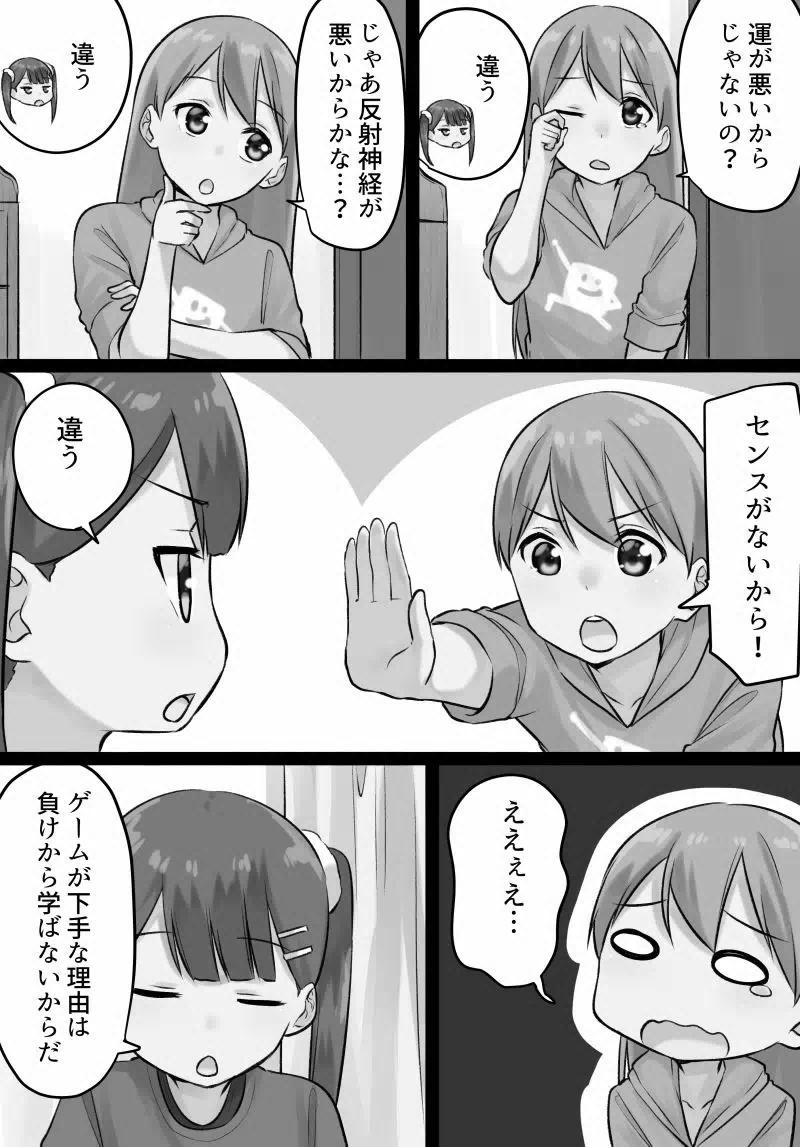 運が悪いから
じゃないの?
違う
じゃあ反射神経が
悪いからかな…?
違う
センスがないから!
違う
ええぇえ…
ゲームが下手な理由は
負けから学ばないからだ